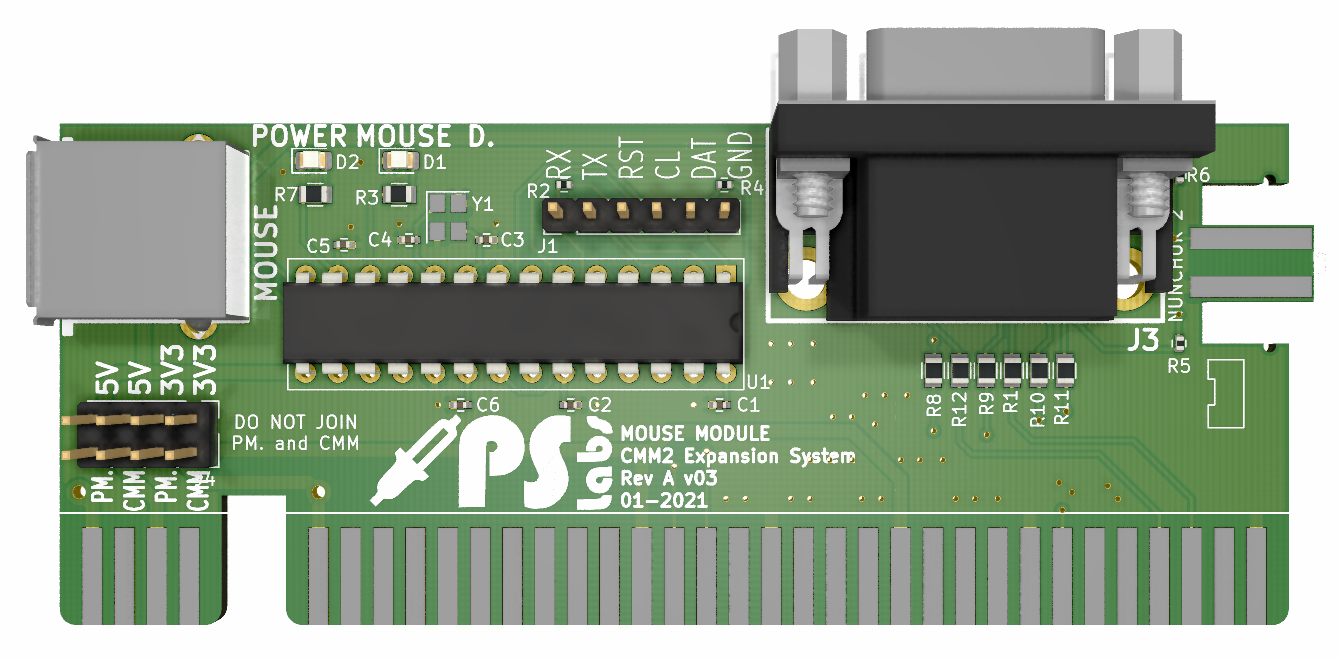 POWER MOUSE D.
D2
D1
R7
R3
Y1
C5
C4
C3
MOUSE
RX
TX
RST
CL
DAT
GND
R2
R4
J1
R6
NUNCHUK 2
J3
R5
U1
5V
5V
3V3
3V3
DO NOT JOIN
PM. and CMM
PM.
CMM
PM.
CMM
C6
C2
C1
R8
R12
R9
R1
R10
R11
PS
labs
MOUSE MODULE
CMM2 Expansion System
Rev A v03
01-2021